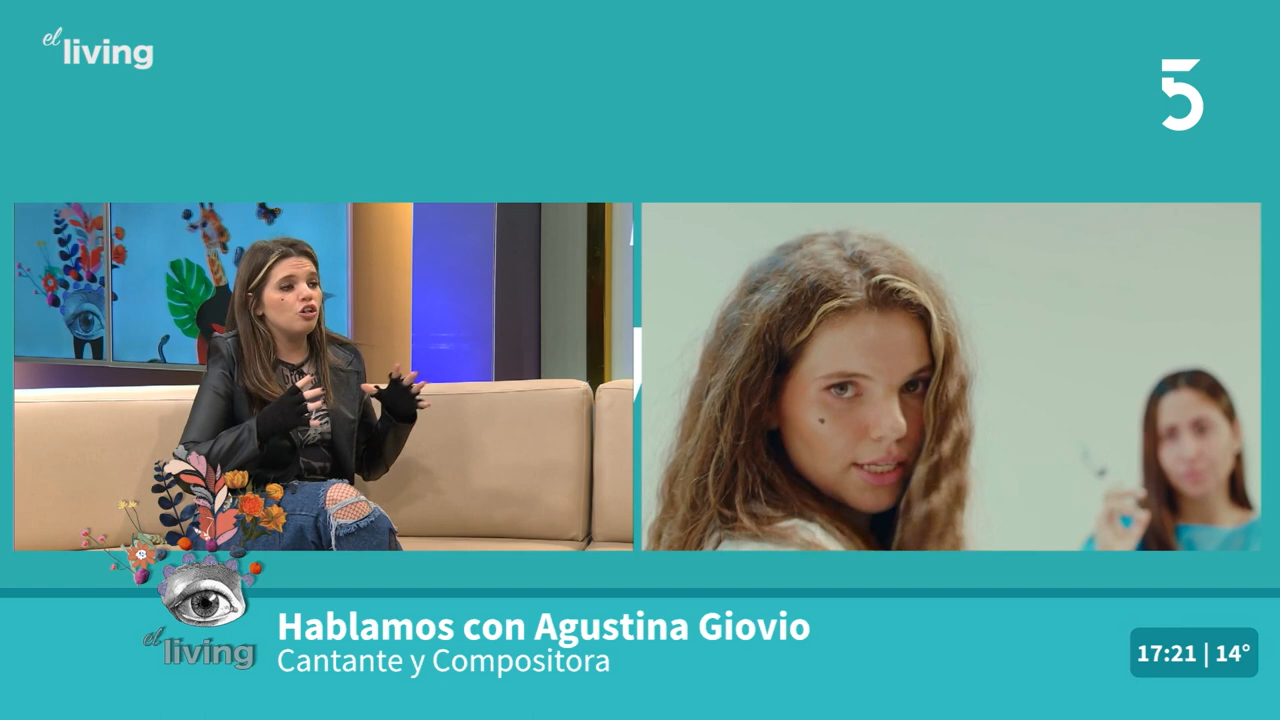 el
living
5
Hablamos con Agustina Giovio
Cantante y Compositora
el
living
17:21 | 14°